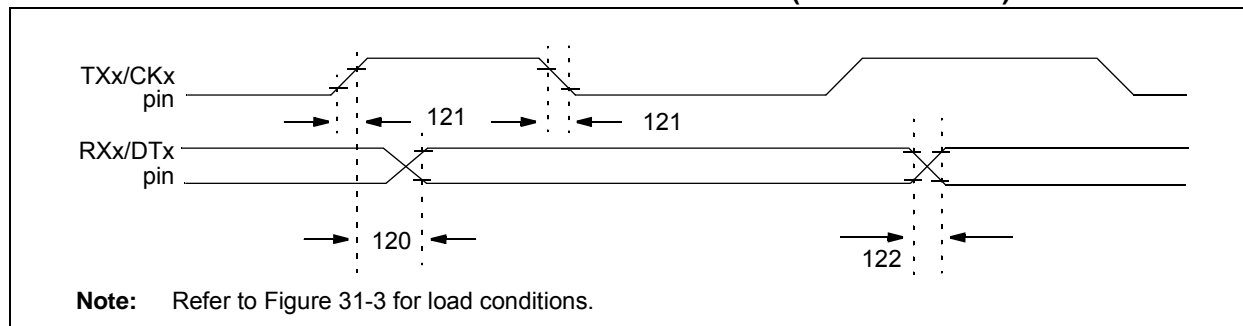 TXx/CKx
pin
121
121
RXx/DTx
pin
120
122
Note: Refer to Figure 31-3 for load conditions.